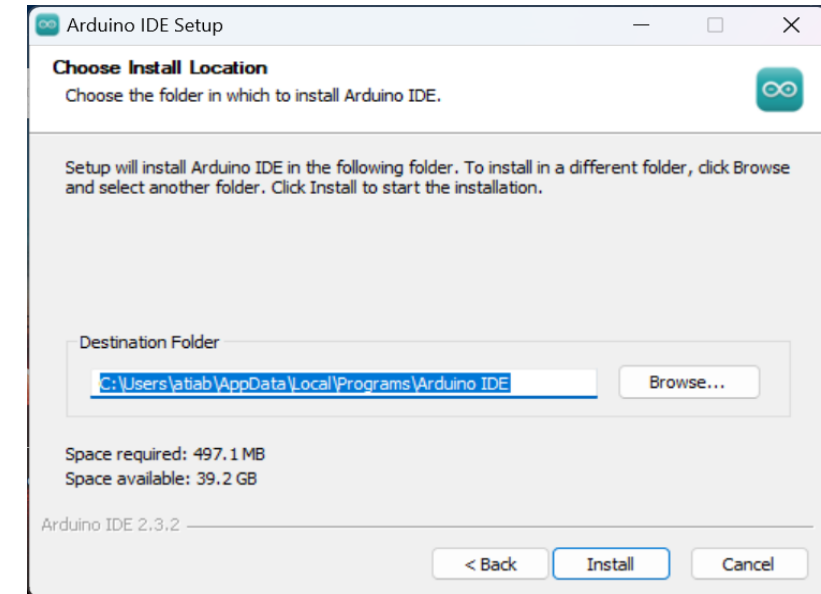 Arduino IDE Setup
Choose Install Location
Choose the folder in which to install Arduino IDE.
Setup will install Arduino IDE in the following folder. To install in a different folder, click Browse
and select another folder. Click Install to start the installation.
Destination Folder
C:\Users\atiab\AppData\Local\Programs\Arduino IDE
Browse...
Space required: 497.1 MB
Space available: 39.2 GB
Arduino IDE 2.3.2
< Back
Install
Cancel